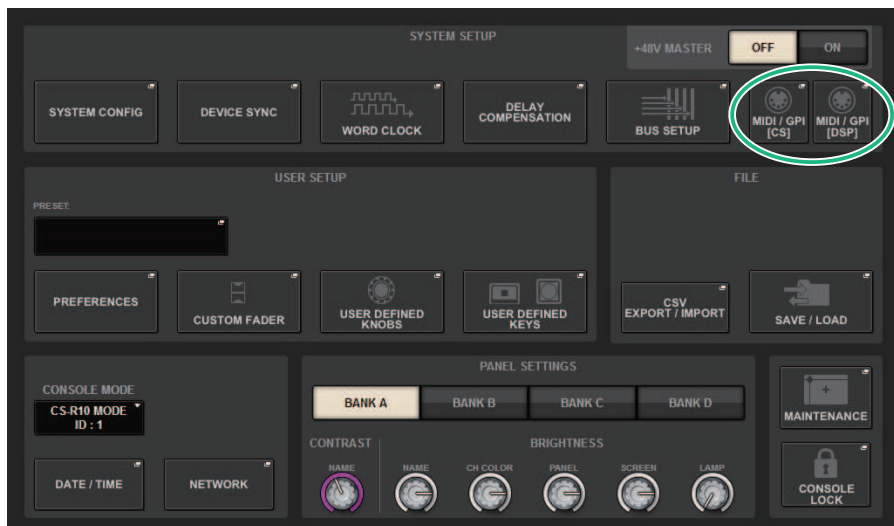 SYSTEM SETUP
+48V MASTER
OFF
ON
SYSTEM CONFIG
DEVICE SYNC
WORD CLOCK
DELAY
COMPENSATION
BUS SETUP
MIDI / GPI
[CS]
MIDI / GPI
[DSP]
USER SETUP
PRESET
PREFERENCES
CUSTOM FADER
USER DEFINED
KNOBS
USER DEFINED
KEYS
FILE
CSV
EXPORT / IMPORT
SAVE / LOAD
CONSOLE MODE
CS-R10 MODE
ID : 1
DATE / TIME
NETWORK
PANEL SETTINGS
BANK A
BANK B
BANK C
BANK D
CONTRAST
BRIGHTNESS
NAME
NAME
CH COLOR
PANEL
SCREEN
LAMP
MAINTENANCE
CONSOLE
LOCK